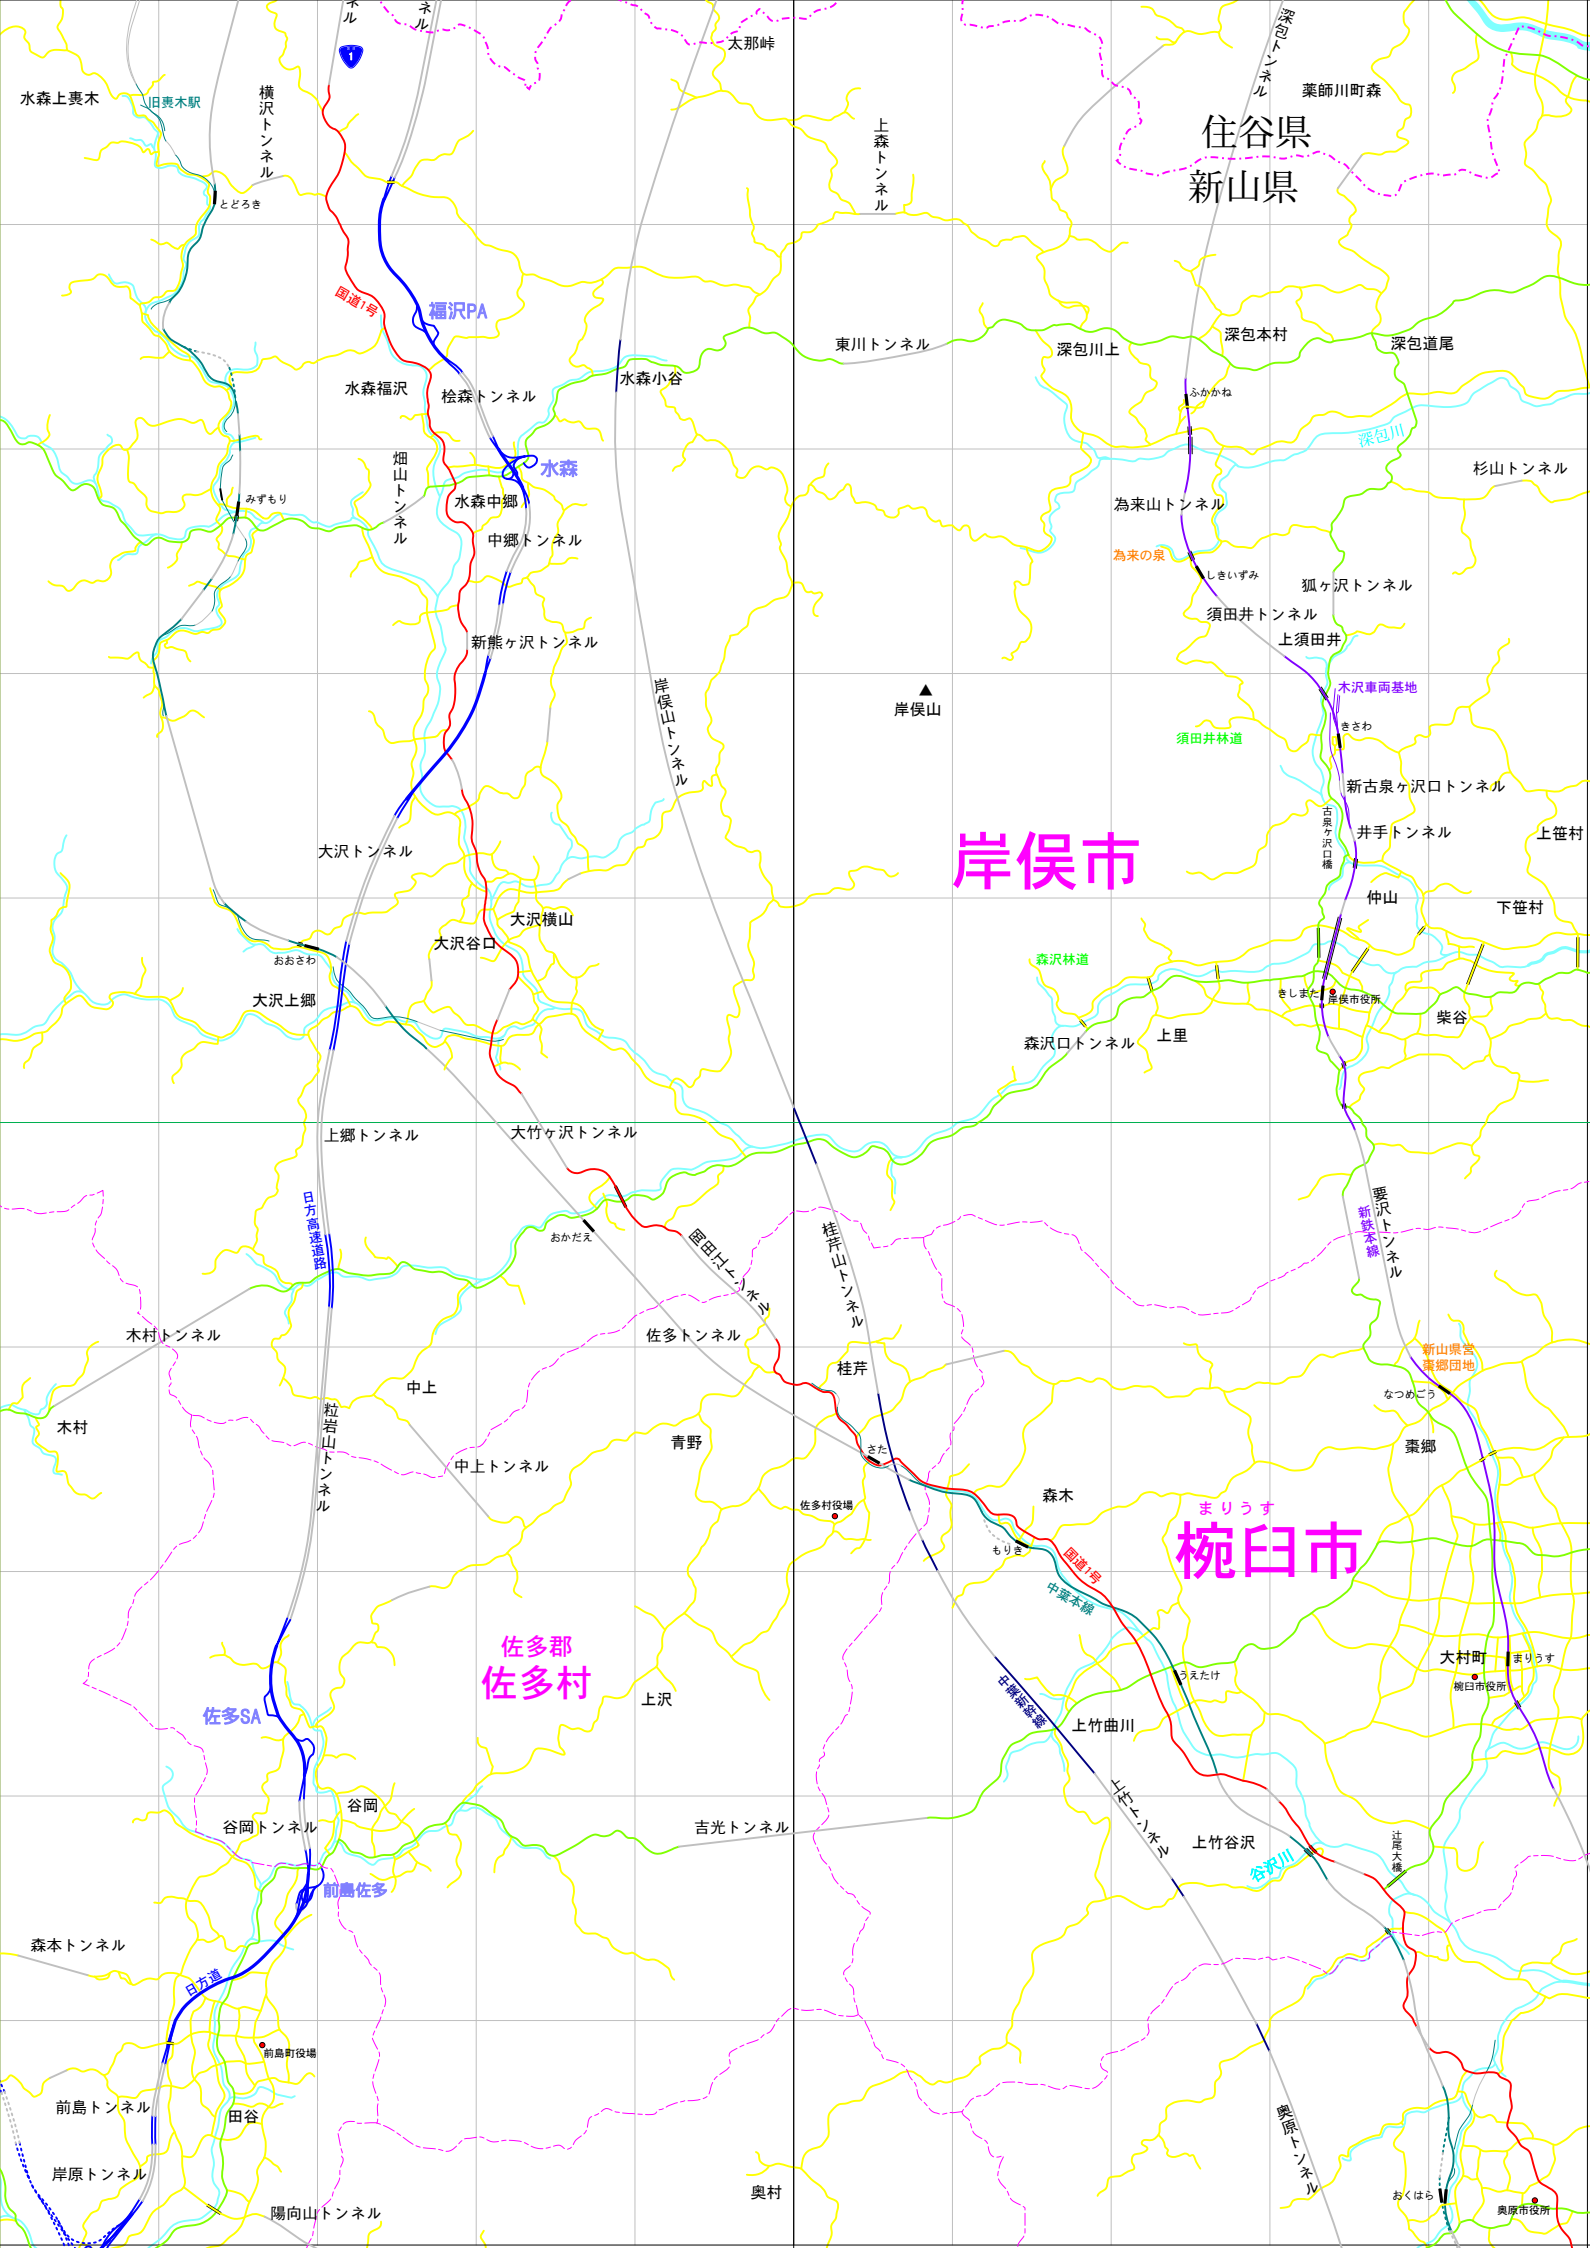 太那峠
深包トンネル
1
水森上奥木
横沢トンネル
薬師川町森
住谷県
新山県
上森トンネル
とどろき
国道1号
福沢PA
東川トンネル
深包川上
深包本村
深包道尾
水森福沢
桧森トンネル
水森小谷
ふかかね
深包川
畑山トンネル
水森
杉山トンネル
みずもり
水森中郷
為来山トンネル
中郷トンネル
為来の泉
しきいずみ
狐ヶ沢トンネル
須田井トンネル
上須田井
新熊ヶ沢トンネル
岸俣山トンネル
岸俣山
木沢車両基地
きさわ
須田井林道
新古泉ヶ沢口トンネル
古泉ヶ沢口橋
井手トンネル
上笹村
大沢トンネル
岸俣市
仲山
下笹村
大沢横山
大沢谷口
おおさわ
森沢林道
大沢上郷
きしまた
岸俣市役所
柴谷
森沢口トンネル
上里
上郷トンネル
大竹ヶ沢トンネル
日方高速道路
おかだえ
岡田江トンネル
桂芹山トンネル
要沢トンネル
新鉄本線
木村トンネル
佐多トンネル
新山県営
棗郷団地
桂芹
なつめごう
中上
木村
粒岩山トンネル
青野
さた
棗郷
中上トンネル
佐多村役場
森木
まりうす
椀臼市
もりき
国道1号
中葉本線
佐多郡
佐多村
大村町
まりうす
椀臼市役所
うえたけ
上沢
中葉新幹線
佐多SA
上竹曲川
上竹トンネル
谷岡
谷岡トンネル
吉光トンネル
上竹谷沢
谷沢川
辻尾大橋
前島佐多
森本トンネル
日方道
前島町役場
前島トンネル
田谷
奥原トンネル
岸原トンネル
奥村
おくはら
奥原市役所
陽向山トンネル